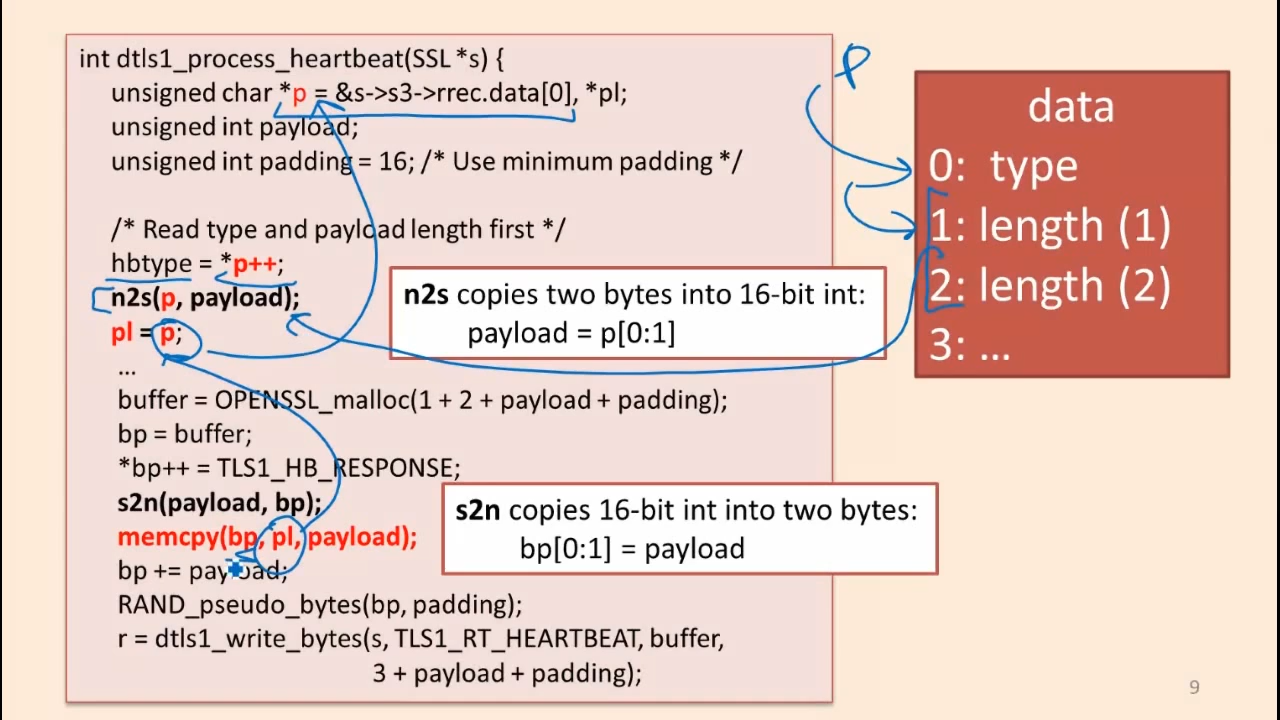 int dtls1_process_heartbeat(SSL *s) {
unsigned char *p = &s->s3->rrec.data[0], *pl;
unsigned int payload;
unsigned int padding = 16; /* Use minimum padding */
/* Read type and payload length first */
hbtype = *p++;
n2s(p, payload);
pl = p;
...
buffer = OPENSSL_malloc(1 + 2 + payload + padding);
bp = buffer;
*bp++ = TLS1_HB_RESPONSE;
s2n(payload, bp);
memcpy(bp, pl, payload);
bp += payload;
RAND_pseudo_bytes(bp, padding);
r = dtls1_write_bytes(s, TLS1_RT_HEARTBEAT, buffer,
3 + payload + padding);
n2s copies two bytes into 16-bit int:
payload = p[0:1]
s2n copies 16-bit int into two bytes:
bp[0:1] = payload
p
data
0: type
1: length (1)
2: length (2)
3: ...
9